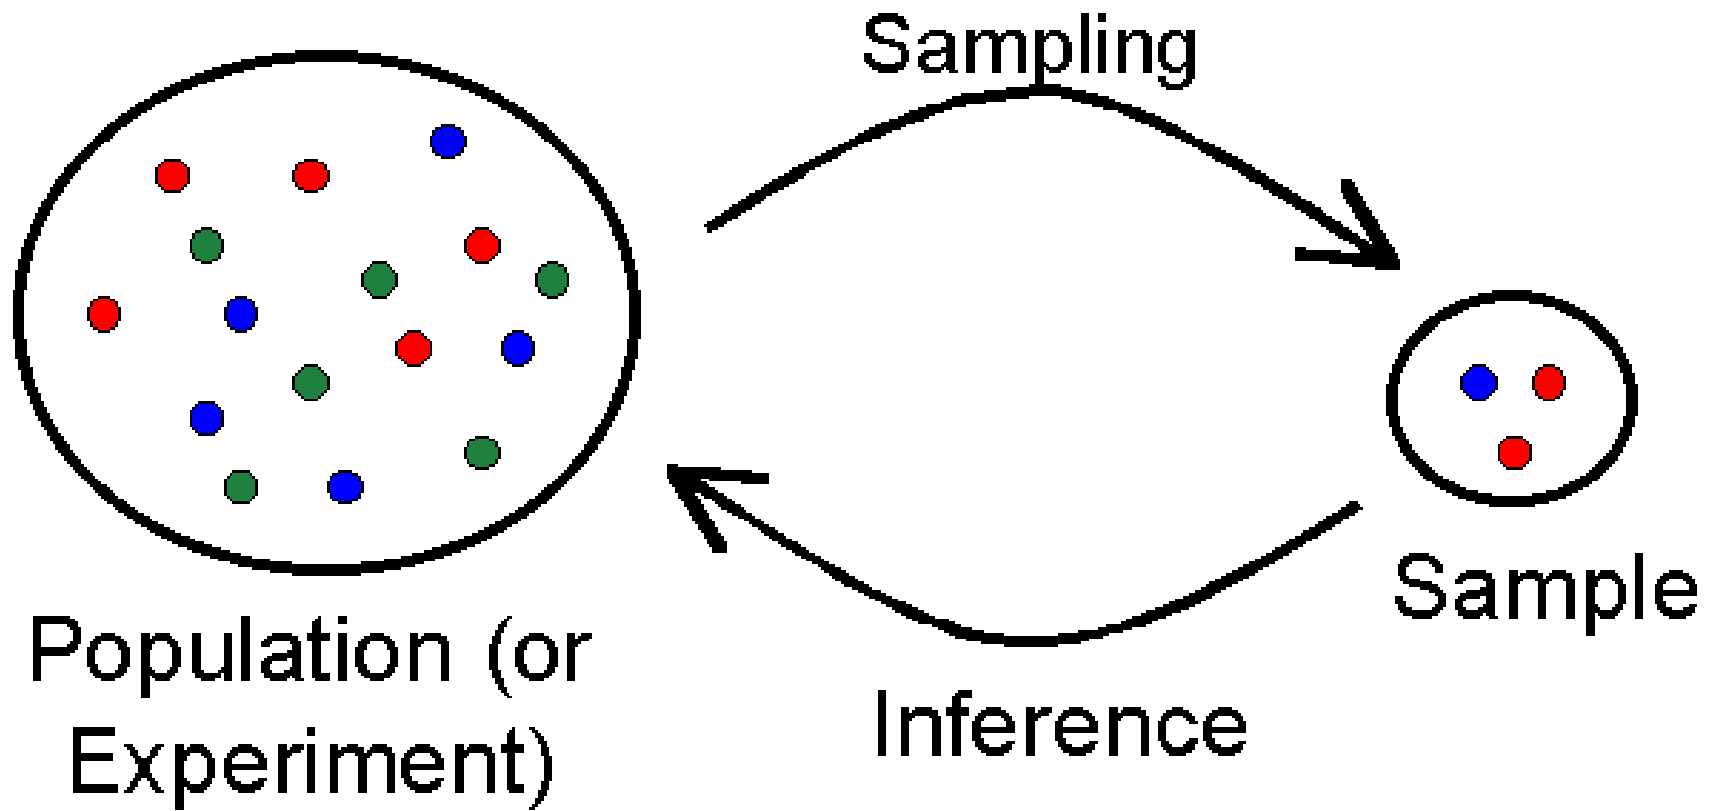 Sampling
Sample
Population (or
Experiment)
Inference